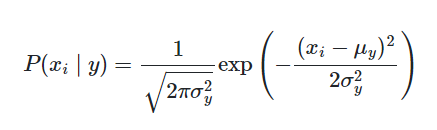 P(x_i | y) = \frac{1}{\sqrt{2\pi\sigma_y^2}} \exp\left(-\frac{(x_i - \mu_y)^2}{2\sigma_y^2}\right)